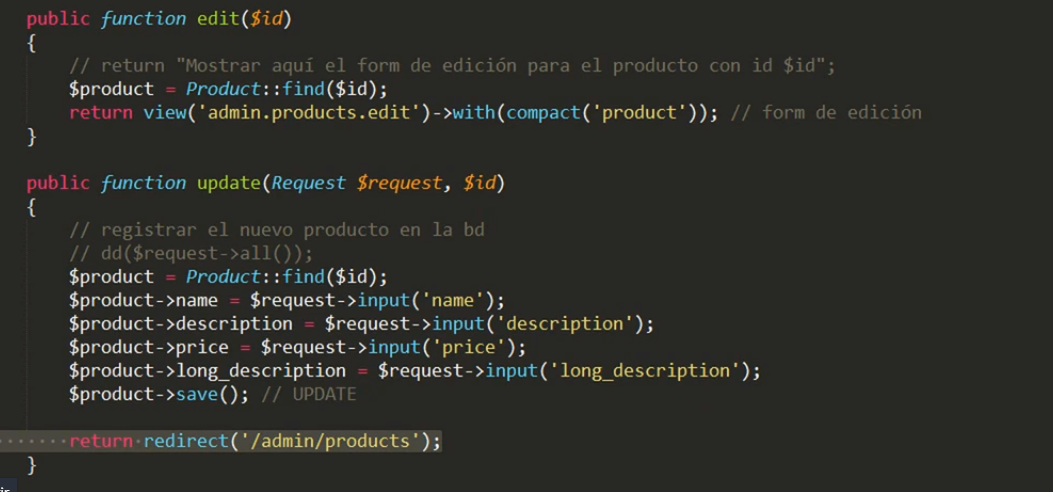 public function edit($id)
{
    // return "Mostrar aquí el form de edición para el producto con id $id";
    $product = Product::find($id);
    return view('admin.products.edit')->with(compact('product')); // form de edición
}
public function update(Request $request, $id)
{
    // registrar el nuevo producto en la bd
    // dd($request->all());
    $product = Product::find($id);
    $product->name = $request->input('name');
    $product->description = $request->input('description');
    $product->price = $request->input('price');
    $product->long_description = $request->input('long_description');
    $product->save(); // UPDATE
    return redirect('/admin/products');
}